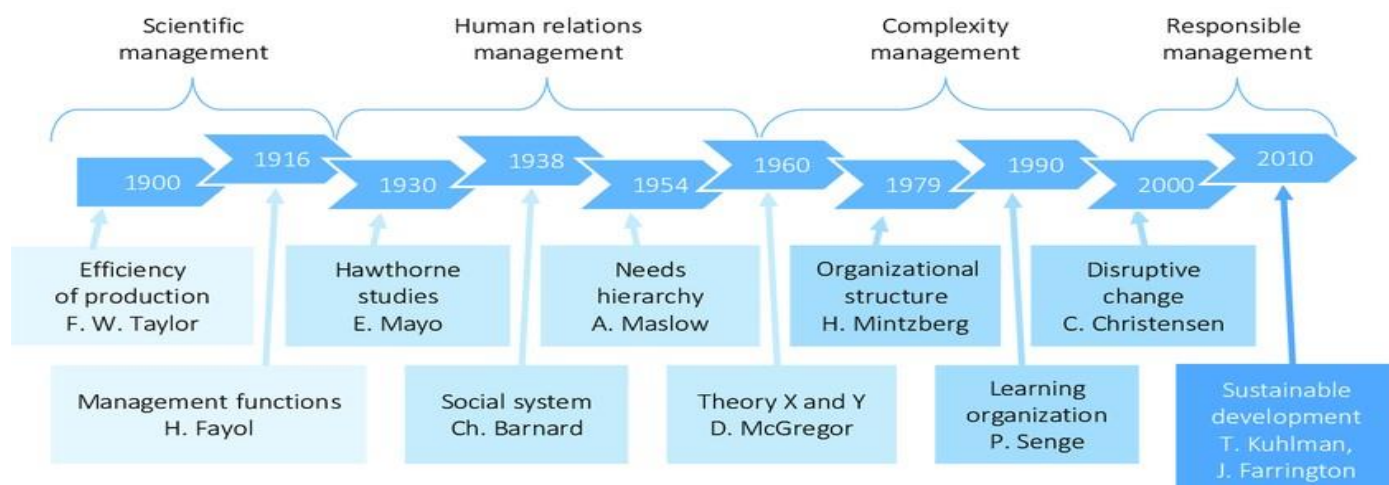 Scientific
management
Human relations
management
Complexity
management
Responsible
management
1900
1916
1930
1938
1954
1960
1979
1990
2000
2010
Efficiency
of production
F. W. Taylor
Hawthorne
studies
E. Mayo
Needs
hierarchy
A. Maslow
Organizational
structure
H. Mintzberg
Disruptive
change
C. Christensen
Management functions
H. Fayol
Social system
Ch. Barnard
Theory X and Y
D. McGregor
Learning
organization
P. Senge
Sustainable
development
T. Kuhlman,
J. Farrington